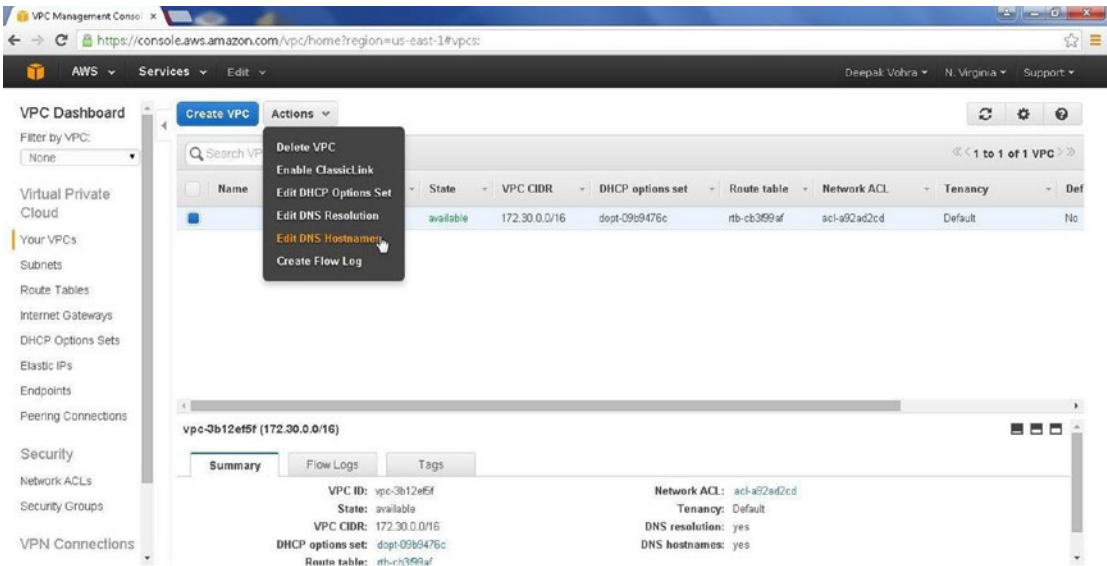 VPC Management Consol ×
https://console.aws.amazon.com/vpc/home?region=us-east-1#vpcs:
AWS Services Edit Deepak Vohra N. Virginia Support
VPC Dashboard
Filter by VPC:
None
Virtual Private
Cloud
Your VPCs
Subnets
Route Tables
Internet Gateways
DHCP Options Sets
Elastic IPs
Endpoints
Peering Connections
Security
Network ACLs
Security Groups
VPN Connections
Create VPC Actions
Delete VPC
Enable ClassicLink
Edit DHCP Options Set
Edit DNS Resolution
Edit DNS Hostnames
Create Flow Log
Search VP
<< < 1 to 1 of 1 VPC > >>
Name State VPC CIDR DHCP options set Route table Network ACL Tenancy Def
available 172.30.0.0/16 dopt-09b9476c rtb-cb3f99af acl-a92ad2cd Default No
vpc-3b12ef5f (172.30.0.0/16)
Summary Flow Logs Tags
VPC ID: vpc-3b12ef5f
State: available
VPC CIDR: 172.30.0.0/16
DHCP options set: dopt-09b9476c
Route table: rtb-cb3f99af
Network ACL: acl-a92ad2cd
Tenancy: Default
DNS resolution: yes
DNS hostnames: yes